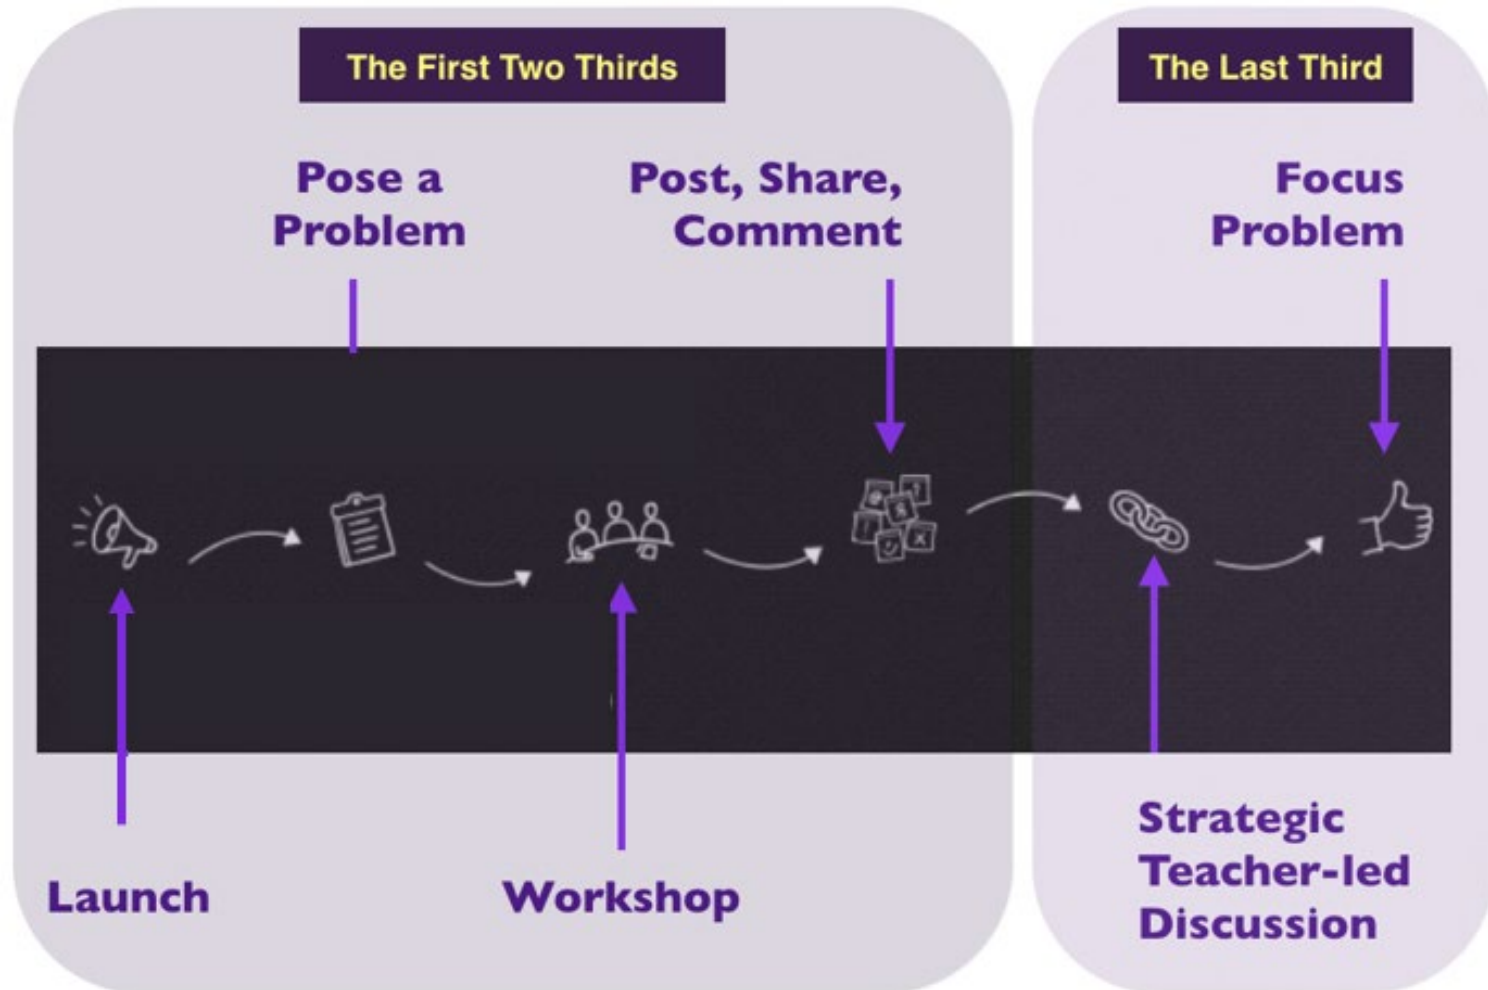 The First Two Thirds
The Last Third
Pose a
Problem
Post, Share,
Comment
Focus
Problem
Launch
Workshop
Strategic
Teacher-led
Discussion